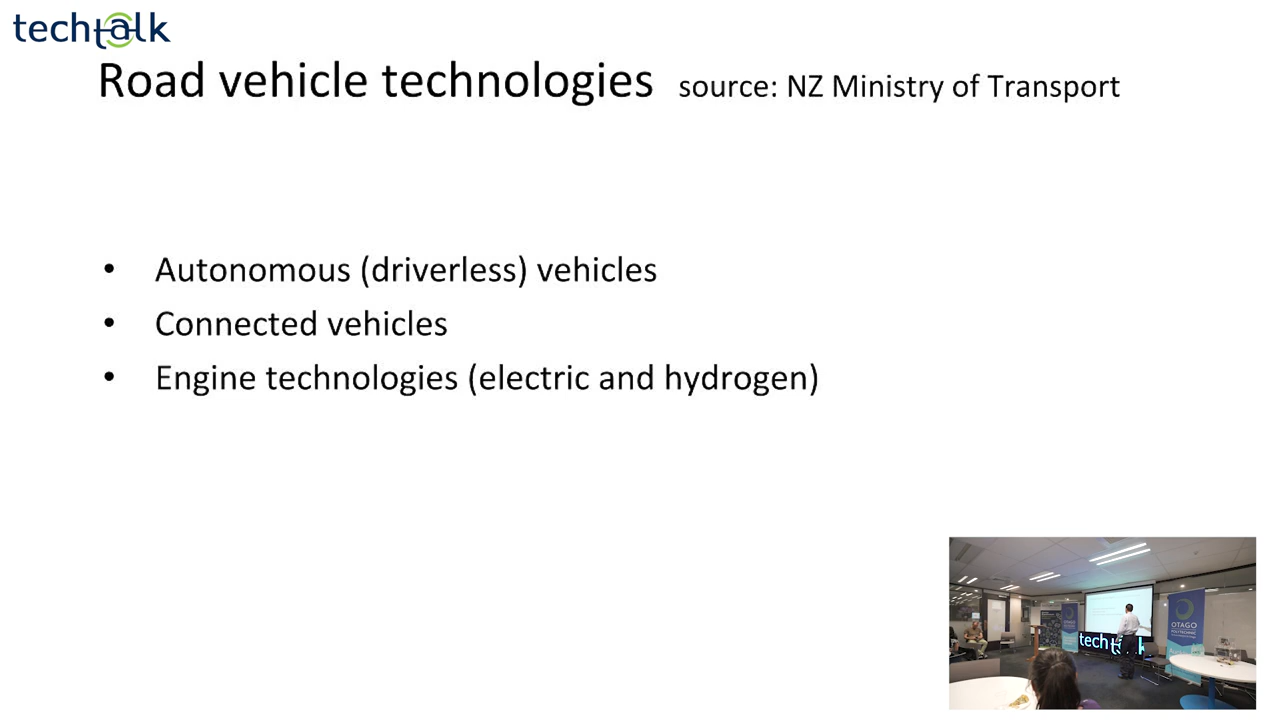 techtalk
Road vehicle technologies source: NZ Ministry of Transport
• Autonomous (driverless) vehicles
• Connected vehicles
• Engine technologies (electric and hydrogen)
OTAGO
POLYTECHNIC
tech